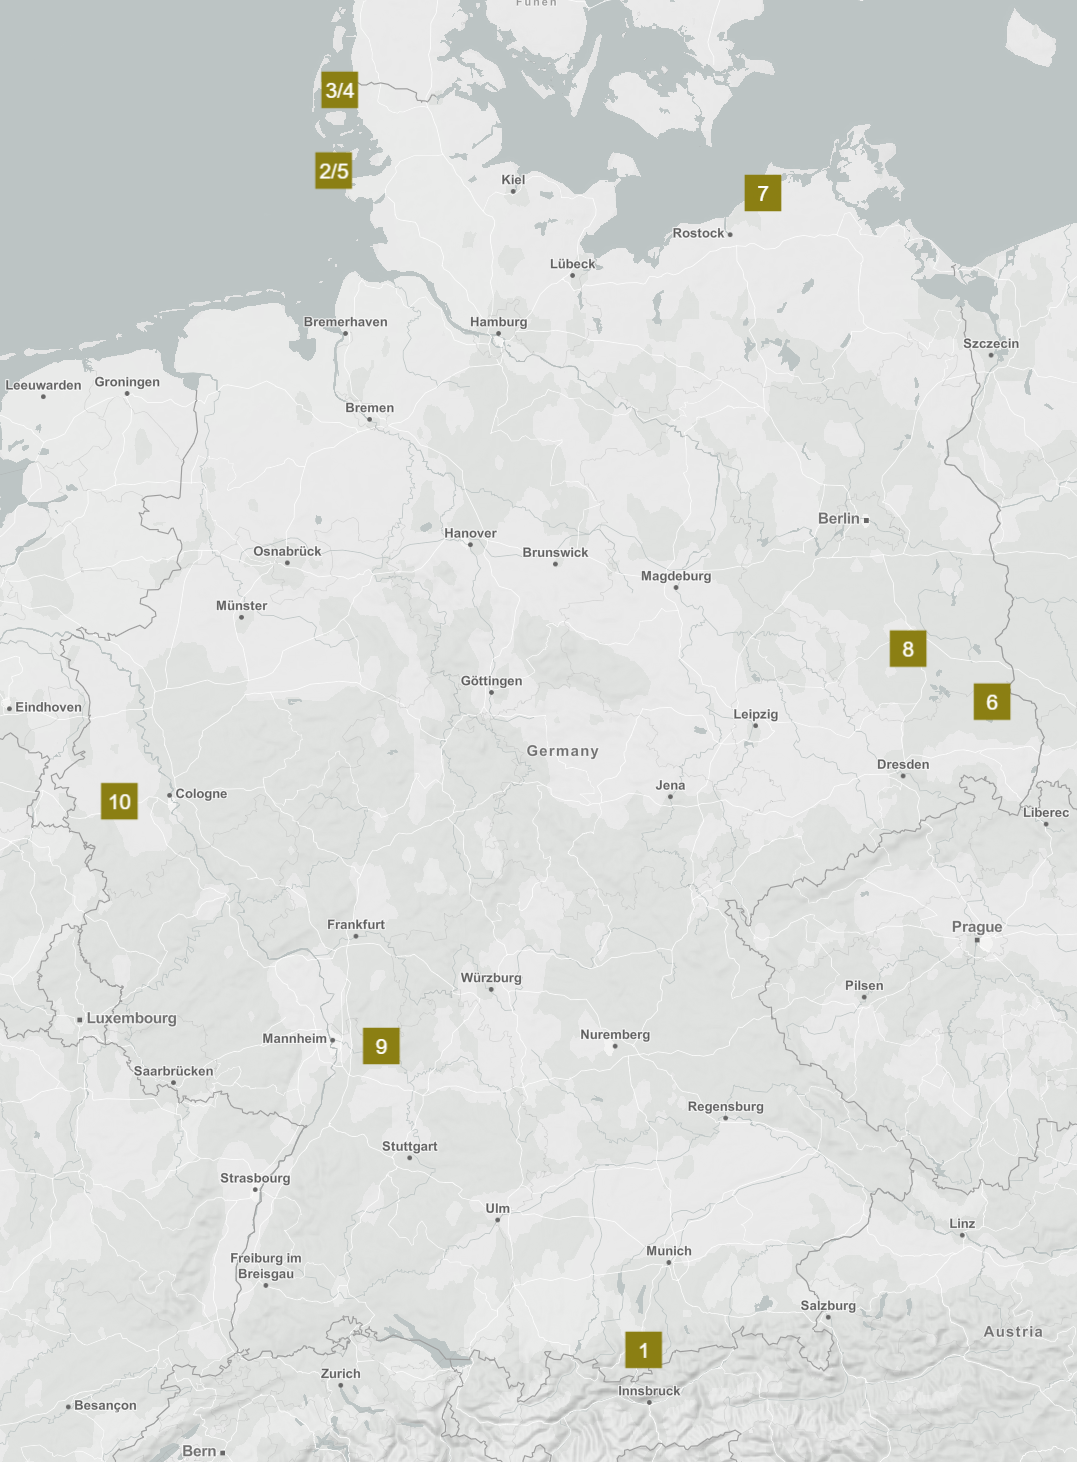 Funen
3/4
2/5
Kiel
7
Rostock
Lübeck
Bremerhaven
Hamburg
Szczecin
Leeuwarden
Groningen
Bremen
Berlin
Hanover
Osnabrück
Brunswick
Magdeburg
Münster
8
Göttingen
6
Eindhoven
Leipzig
Germany
Dresden
Jena
10
Cologne
Liberec
Frankfurt
Prague
Würzburg
Pilsen
Luxembourg
Mannheim
9
Nuremberg
Saarbrücken
Regensburg
Stuttgart
Strasbourg
Ulm
Linz
Munich
Freiburg im
Breisgau
Salzburg
Austria
1
Zurich
Innsbruck
Besançon
Bern